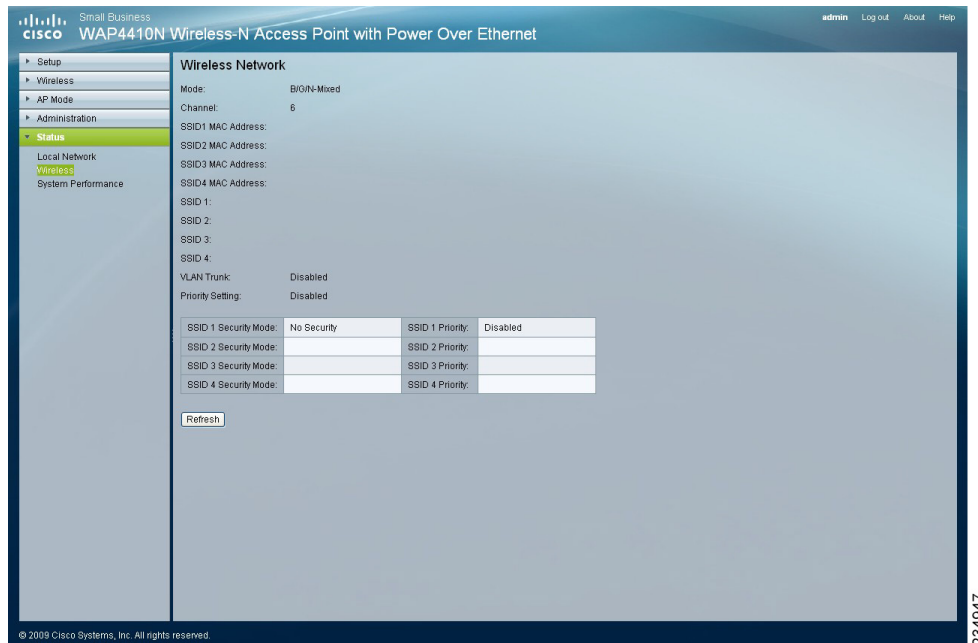 Small Business
cisco WAP4410N Wireless-N Access Point with Power Over Ethernet
admin Log out About Help
Setup
Wireless
AP Mode
Administration
Status
Local Network
Wireless
System Performance
Wireless Network
Mode: B/G/N-Mixed
Channel: 6
SSID1 MAC Address:
SSID2 MAC Address:
SSID3 MAC Address:
SSID4 MAC Address:
SSID 1:
SSID 2:
SSID 3:
SSID 4:
VLAN Trunk: Disabled
Priority Setting: Disabled
SSID 1 Security Mode: No Security SSID 1 Priority: Disabled
SSID 2 Security Mode: SSID 2 Priority:
SSID 3 Security Mode: SSID 3 Priority:
SSID 4 Security Mode: SSID 4 Priority:
Refresh
© 2009 Cisco Systems, Inc. All rights reserved.